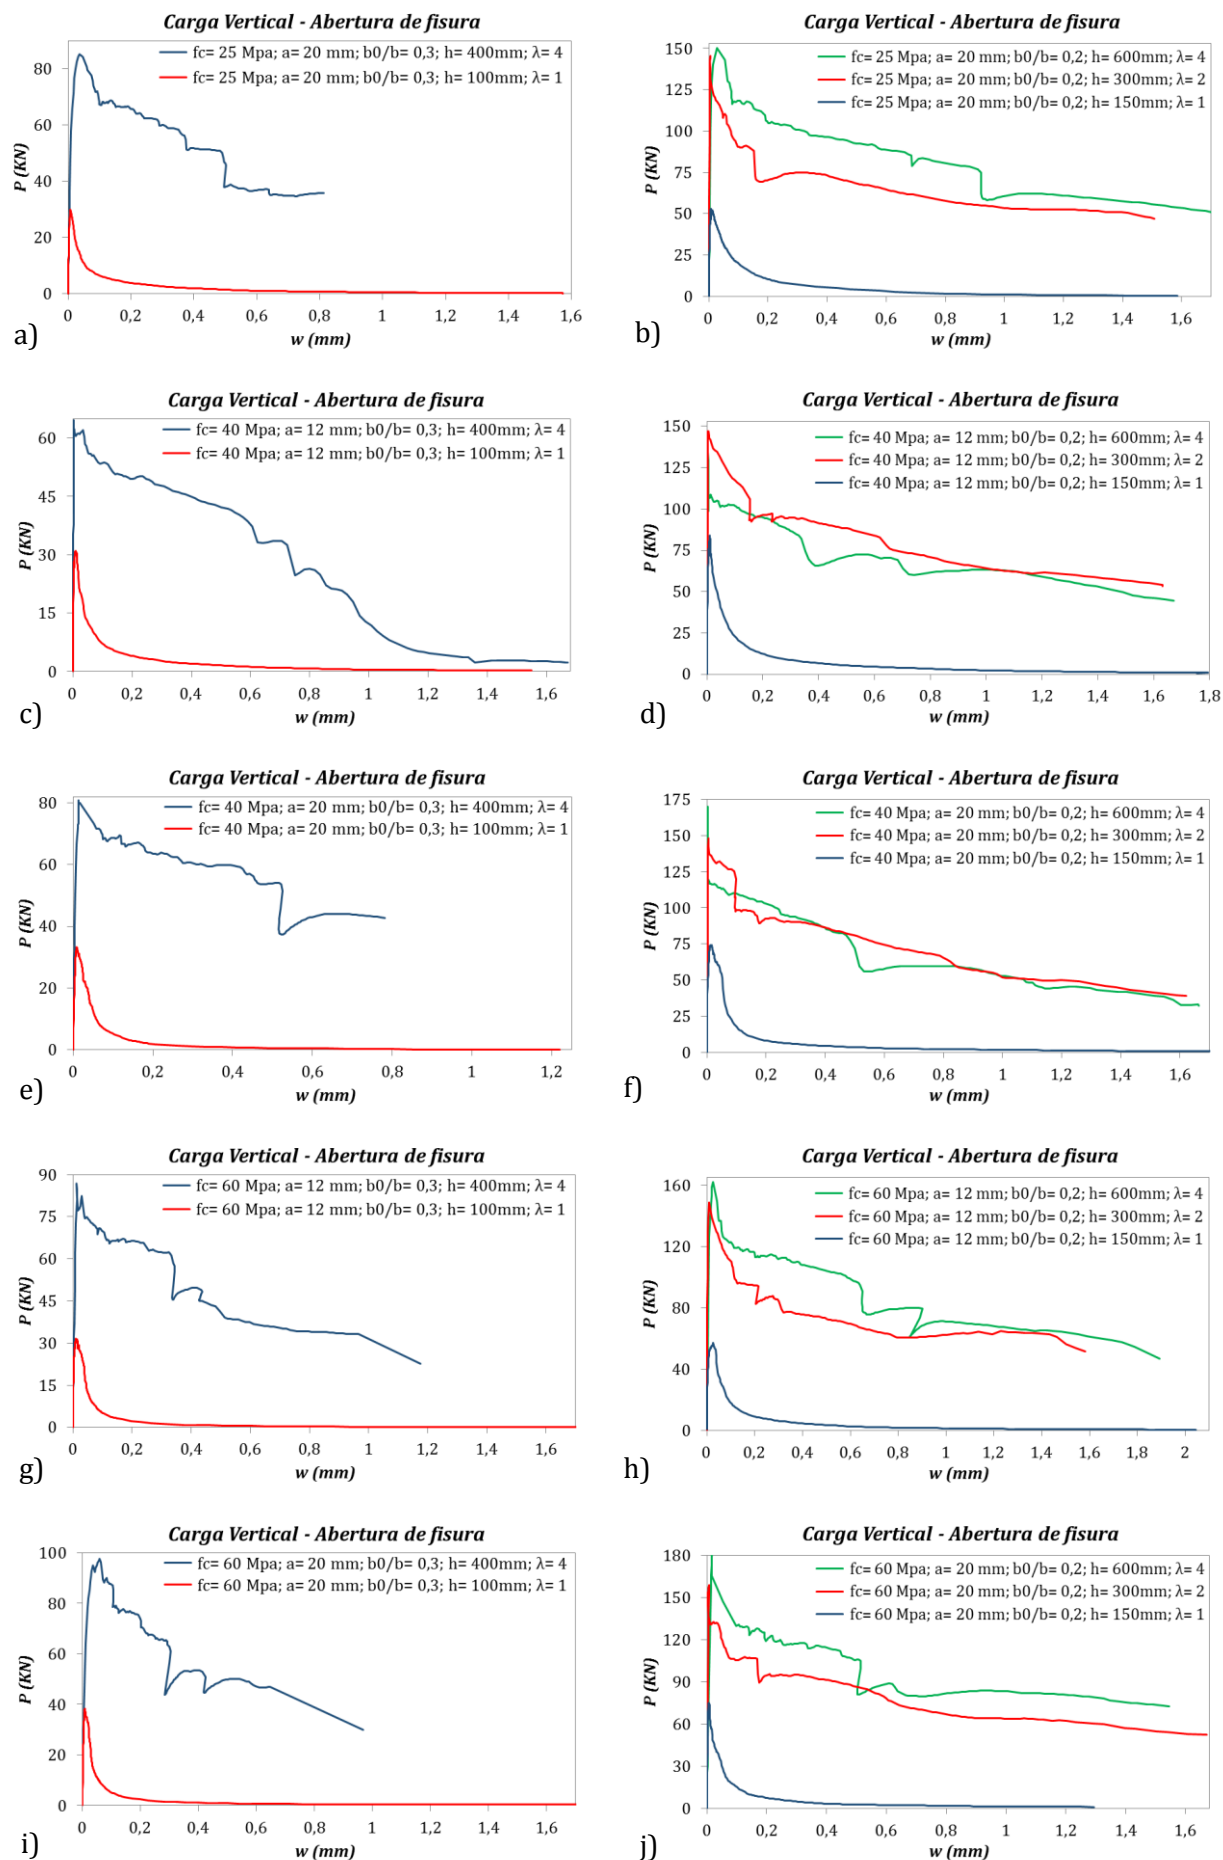 Carga Vertical - Abertura de fisura
fc= 25 Mpa; a= 20 mm; b0/b= 0,3; h= 400mm; λ= 4
fc= 25 Mpa; a= 20 mm; b0/b= 0,3; h= 100mm; λ= 1
P (KN)
80
60
40
20
0
0 0,2 0,4 0,6 0,8 1 1,2 1,4 1,6
w (mm)
a)
Carga Vertical - Abertura de fisura
fc= 25 Mpa; a= 20 mm; b0/b= 0,2; h= 600mm; λ= 4
fc= 25 Mpa; a= 20 mm; b0/b= 0,2; h= 300mm; λ= 2
fc= 25 Mpa; a= 20 mm; b0/b= 0,2; h= 150mm; λ= 1
P (KN)
150
125
100
75
50
25
0
0 0,2 0,4 0,6 0,8 1 1,2 1,4 1,6
w (mm)
b)
Carga Vertical - Abertura de fisura
fc= 40 Mpa; a= 12 mm; b0/b= 0,3; h= 400mm; λ= 4
fc= 40 Mpa; a= 12 mm; b0/b= 0,3; h= 100mm; λ= 1
P (KN)
60
45
30
15
0
0 0,2 0,4 0,6 0,8 1 1,2 1,4 1,6
w (mm)
c)
Carga Vertical - Abertura de fisura
fc= 40 Mpa; a= 12 mm; b0/b= 0,2; h= 600mm; λ= 4
fc= 40 Mpa; a= 12 mm; b0/b= 0,2; h= 300mm; λ= 2
fc= 40 Mpa; a= 12 mm; b0/b= 0,2; h= 150mm; λ= 1
P (KN)
150
125
100
75
50
25
0
0 0,2 0,4 0,6 0,8 1 1,2 1,4 1,6 1,8
w (mm)
d)
Carga Vertical - Abertura de fisura
fc= 40 Mpa; a= 20 mm; b0/b= 0,3; h= 400mm; λ= 4
fc= 40 Mpa; a= 20 mm; b0/b= 0,3; h= 100mm; λ= 1
P (KN)
80
60
40
20
0
0 0,2 0,4 0,6 0,8 1 1,2
w (mm)
e)
Carga Vertical - Abertura de fisura
fc= 40 Mpa; a= 20 mm; b0/b= 0,2; h= 600mm; λ= 4
fc= 40 Mpa; a= 20 mm; b0/b= 0,2; h= 300mm; λ= 2
fc= 40 Mpa; a= 20 mm; b0/b= 0,2; h= 150mm; λ= 1
P (KN)
175
150
125
100
75
50
25
0
0 0,2 0,4 0,6 0,8 1 1,2 1,4 1,6
w (mm)
f)
Carga Vertical - Abertura de fisura
fc= 60 Mpa; a= 12 mm; b0/b= 0,3; h= 400mm; λ= 4
fc= 60 Mpa; a= 12 mm; b0/b= 0,3; h= 100mm; λ= 1
P (KN)
90
75
60
45
30
15
0
0 0,2 0,4 0,6 0,8 1 1,2 1,4 1,6
w (mm)
g)
Carga Vertical - Abertura de fisura
fc= 60 Mpa; a= 12 mm; b0/b= 0,2; h= 600mm; λ= 4
fc= 60 Mpa; a= 12 mm; b0/b= 0,2; h= 300mm; λ= 2
fc= 60 Mpa; a= 12 mm; b0/b= 0,2; h= 150mm; λ= 1
P (KN)
160
120
80
40
0
0 0,2 0,4 0,6 0,8 1 1,2 1,4 1,6 1,8 2
w (mm)
h)
Carga Vertical - Abertura de fisura
fc= 60 Mpa; a= 20 mm; b0/b= 0,3; h= 400mm; λ= 4
fc= 60 Mpa; a= 20 mm; b0/b= 0,3; h= 100mm; λ= 1
P (KN)
100
80
60
40
20
0
0 0,2 0,4 0,6 0,8 1 1,2 1,4 1,6
w (mm)
i)
Carga Vertical - Abertura de fisura
fc= 60 Mpa; a= 20 mm; b0/b= 0,2; h= 600mm; λ= 4
fc= 60 Mpa; a= 20 mm; b0/b= 0,2; h= 300mm; λ= 2
fc= 60 Mpa; a= 20 mm; b0/b= 0,2; h= 150mm; λ= 1
P (KN)
180
150
120
90
60
30
0
0 0,2 0,4 0,6 0,8 1 1,2 1,4 1,6
w (mm)
j)